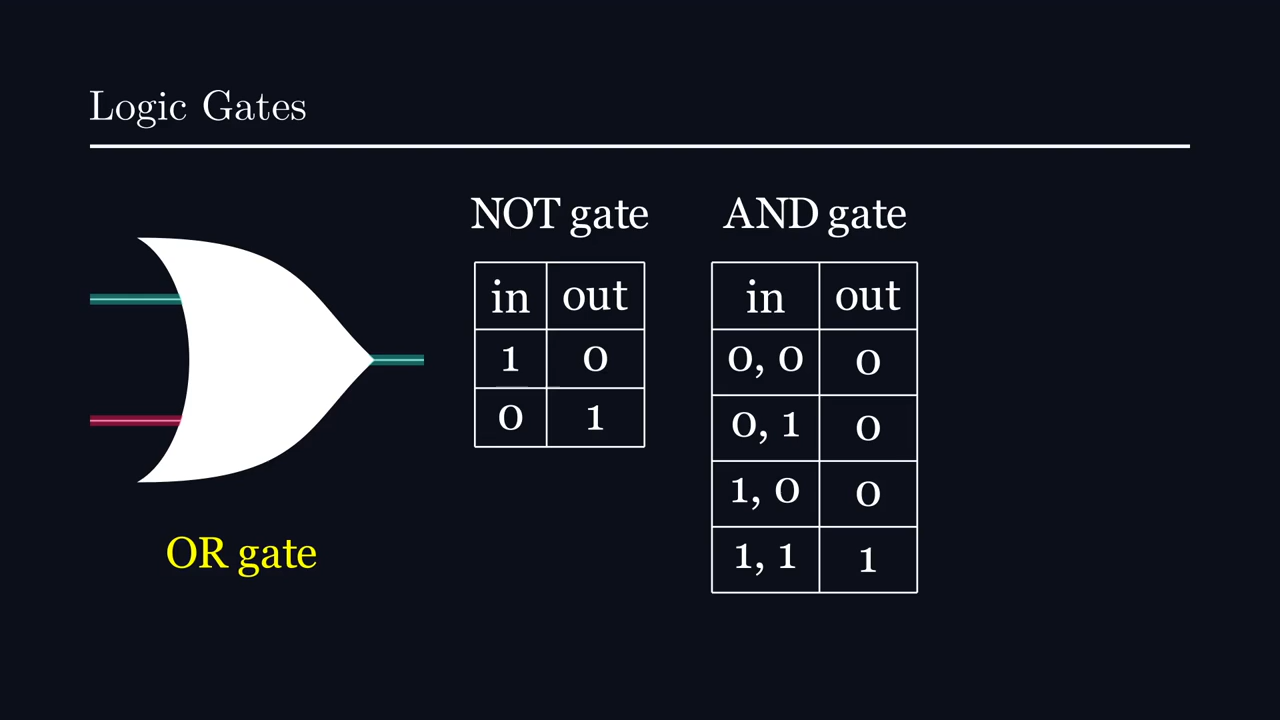 Logic Gates
NOT gate
in out
1 0
0 1
AND gate
in out
0, 0 0
0, 1 0
1, 0 0
1, 1 1
OR gate